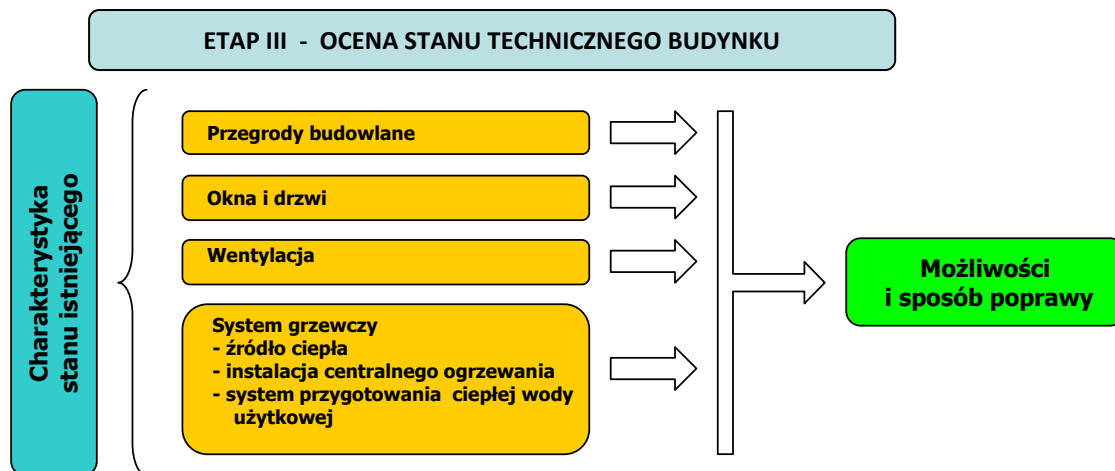 ETAP III - OCENA STANU TECHNICZNEGO BUDYNKU
Charakterystyka
stanu istniejącego
Przegrody budowlane
Okna i drzwi
Wentylacja
System grzewczy
- źródło ciepła
- instalacja centralnego ogrzewania
- system przygotowania ciepłej wody
użytkowej
Możliwości
i sposób poprawy